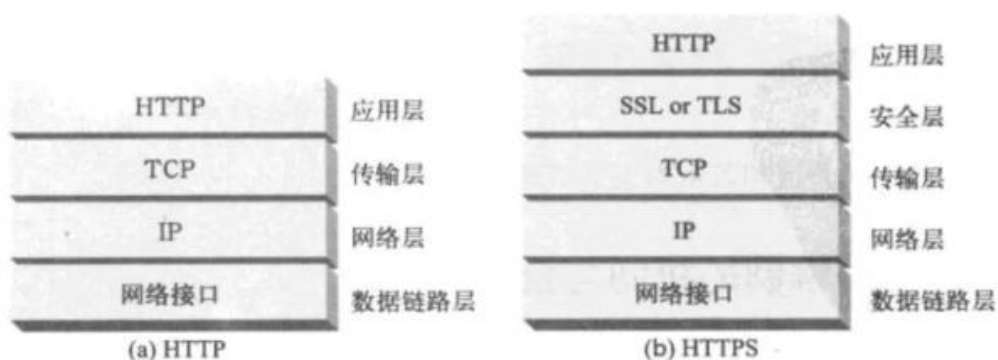 HTTP 应用层
TCP 传输层
IP 网络层
网络接口 数据链路层
(a) HTTP
HTTP 应用层
SSL or TLS 安全层
TCP 传输层
IP 网络层
网络接口 数据链路层
(b) HTTPS